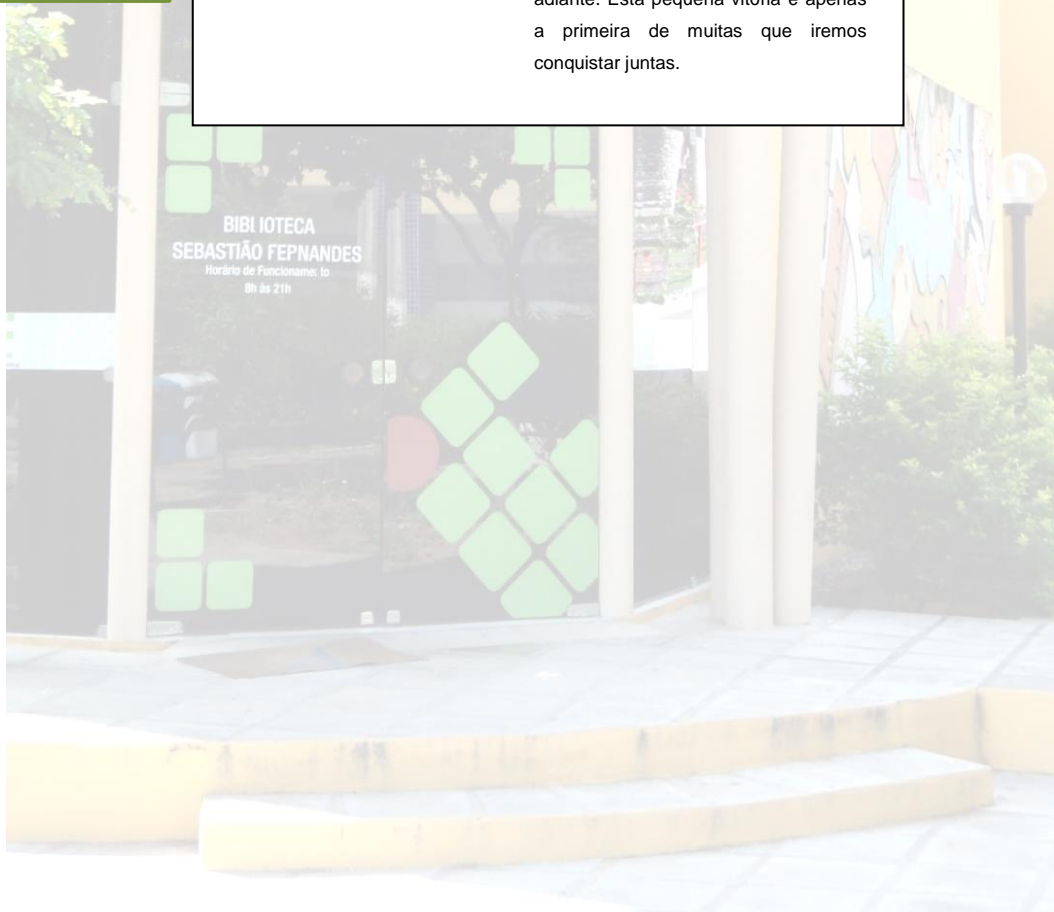 adiante. Esta pequena vitória é apenas
a primeira de muitas que iremos
conquistar juntas.
BIBLIOTECA
SEBASTIÃO FEPNANDES
Horário de Funcionamento
8h às 21h